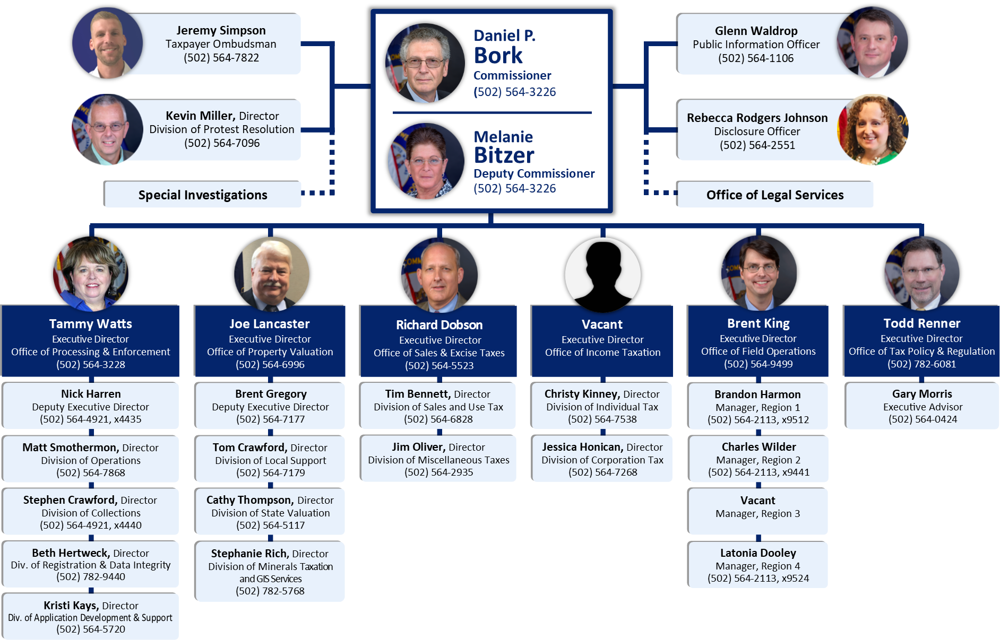 Jeremy Simpson
Taxpayer Ombudsman
(502) 564-7822
Kevin Miller, Director
Division of Protest Resolution
(502) 564-7096
Special Investigations
Daniel P.
Bork
Commissioner
(502) 564-3226
Melanie
Bitzer
Deputy Commissioner
(502) 564-3226
Glenn Waldrop
Public Information Officer
(502) 564-1106
Rebecca Rodgers Johnson
Disclosure Officer
(502) 564-2551
Office of Legal Services
Tammy Watts
Executive Director
Office of Processing & Enforcement
(502) 564-3228
Nick Harren
Deputy Executive Director
(502) 564-4921, x4435
Matt Smothermon, Director
Division of Operations
(502) 564-7868
Stephen Crawford, Director
Division of Collections
(502) 564-4921, x4440
Beth Hertweck, Director
Div. of Registration & Data Integrity
(502) 782-9440
Kristi Kays, Director
Div. of Application Development & Support
(502) 564-5720
Joe Lancaster
Executive Director
Office of Property Valuation
(502) 564-6996
Brent Gregory
Deputy Executive Director
(502) 564-7177
Tom Crawford, Director
Division of Local Support
(502) 564-7179
Cathy Thompson, Director
Division of State Valuation
(502) 564-5117
Stephanie Rich, Director
Division of Minerals Taxation
and GIS Services
(502) 782-5768
Richard Dobson
Executive Director
Office of Sales & Excise Taxes
(502) 564-5523
Tim Bennett, Director
Division of Sales and Use Tax
(502) 564-6828
Jim Oliver, Director
Division of Miscellaneous Taxes
(502) 564-2935
Vacant
Executive Director
Office of Income Taxation
Christy Kinney, Director
Division of Individual Tax
(502) 564-7538
Jessica Honican, Director
Division of Corporation Tax
(502) 564-7268
Brent King
Executive Director
Office of Field Operations
(502) 564-9499
Brandon Harmon
Manager, Region 1
(502) 564-2113, x9512
Charles Wilder
Manager, Region 2
(502) 564-2113, x9441
Vacant
Manager, Region 3
Latonia Dooley
Manager, Region 4
(502) 564-2113, x9524
Todd Renner
Executive Director
Office of Tax Policy & Regulation
(502) 782-6081
Gary Morris
Executive Advisor
(502) 564-0424